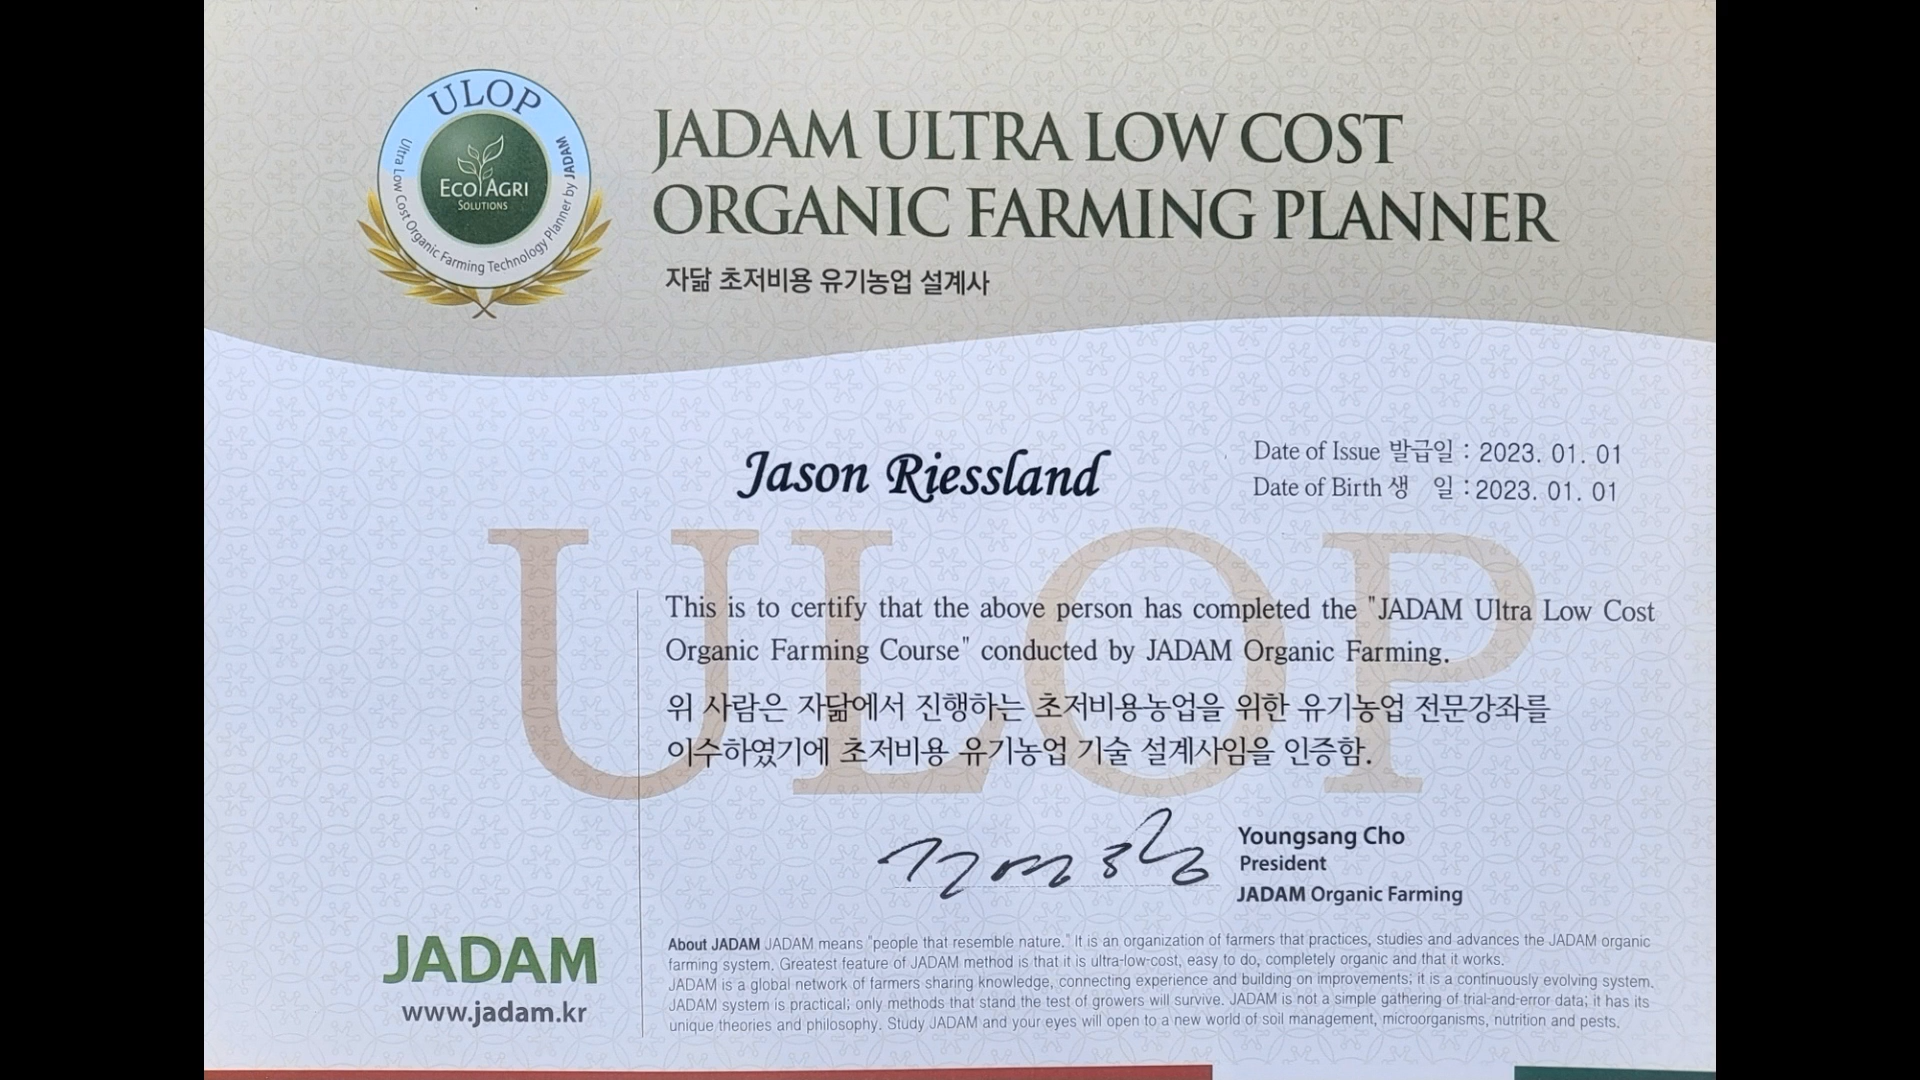 ULOP
Ultra Low Cost Organic Farming Technology Planner by JADAM
ECO AGRI
SOLUTIONS
JADAM ULTRA LOW COST
ORGANIC FARMING PLANNER
자닮 초저비용 유기농업 설계사
Jason Riessland
Date of Issue 발급일 : 2023. 01. 01
Date of Birth 생 일 : 2023. 01. 01
ULOP
This is to certify that the above person has completed the "JADAM Ultra Low Cost
Organic Farming Course" conducted by JADAM Organic Farming.
위 사람은 자닮에서 진행하는 초저비용농업을 위한 유기농업 전문강좌를
이수하였기에 초저비용 유기농업 기술 설계사임을 인증함.
Youngsang Cho
President
JADAM Organic Farming
JADAM
www.jadam.kr
About JADAM JADAM means "people that resemble nature." It is an organization of farmers that practices, studies and advances the JADAM organic
farming system. Greatest feature of JADAM method is that it is ultra-low-cost, easy to do, completely organic and that it works.
JADAM is a global network of farmers sharing knowledge, connecting experience and building on improvements; it is a continuously evolving system.
JADAM system is practical; only methods that stand the test of growers will survive. JADAM is not a simple gathering of trial-and-error data; it has its
unique theories and philosophy. Study JADAM and your eyes will open to a new world of soil management, microorganisms, nutrition and pests.